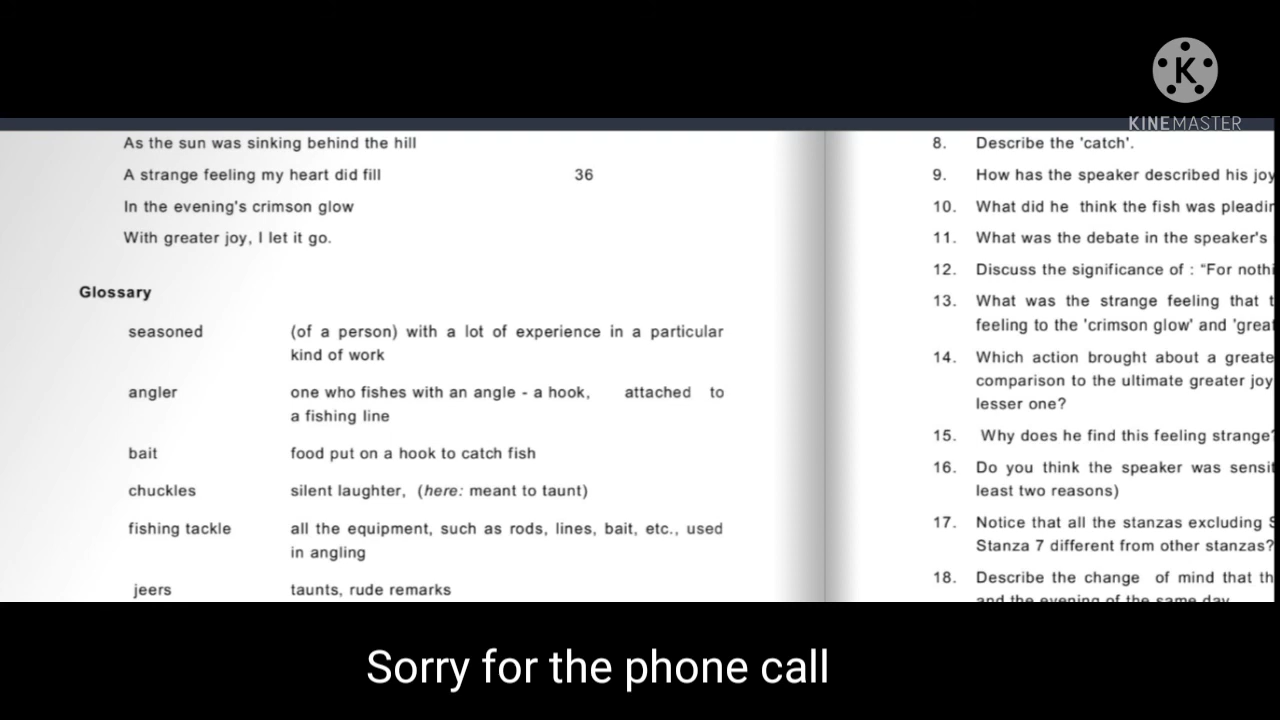 K
KINEMASTER
As the sun was sinking behind the hill
A strange feeling my heart did fill 36
In the evening's crimson glow
With greater joy, I let it go.
Glossary
seasoned (of a person) with a lot of experience in a particular
kind of work
angler one who fishes with an angle - a hook, attached to
a fishing line
bait food put on a hook to catch fish
chuckles silent laughter, (here: meant to taunt)
fishing tackle all the equipment, such as rods, lines, bait, etc., used
in angling
jeers taunts, rude remarks
8. Describe the 'catch'.
9. How has the speaker described his joy
10. What did he think the fish was pleadin
11. What was the debate in the speaker's
12. Discuss the significance of : "For nothi
13. What was the strange feeling that t
feeling to the 'crimson glow' and 'grea
14. Which action brought about a greate
comparison to the ultimate greater joy
lesser one?
15. Why does he find this feeling strange?
16. Do you think the speaker was sensit
least two reasons)
17. Notice that all the stanzas excluding S
Stanza 7 different from other stanzas?
18. Describe the change of mind that th
and the evening of the same day
Sorry for the phone call